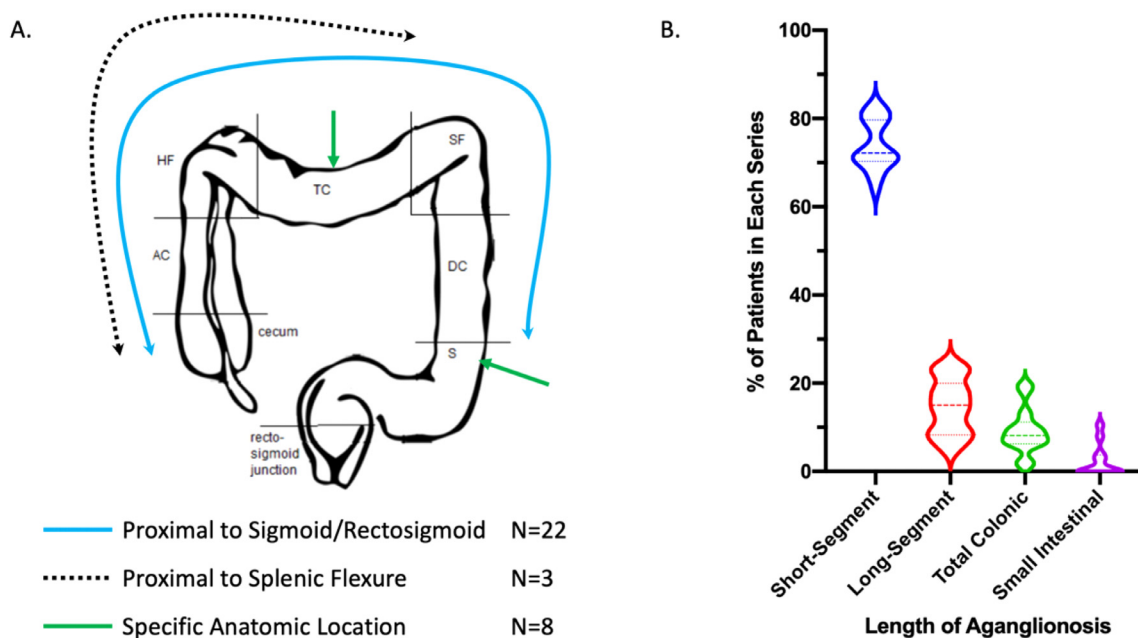 A.
HF
TC
SF
AC
DC
cecum
S
recto-
sigmoid
junction
Proximal to Sigmoid/Rectosigmoid N=22
Proximal to Splenic Flexure N=3
Specific Anatomic Location N=8
B.
% of Patients in Each Series
100
80
60
40
20
0
Short-Segment
Long-Segment
Total Colonic
Small Intestinal
Length of Aganglionosis